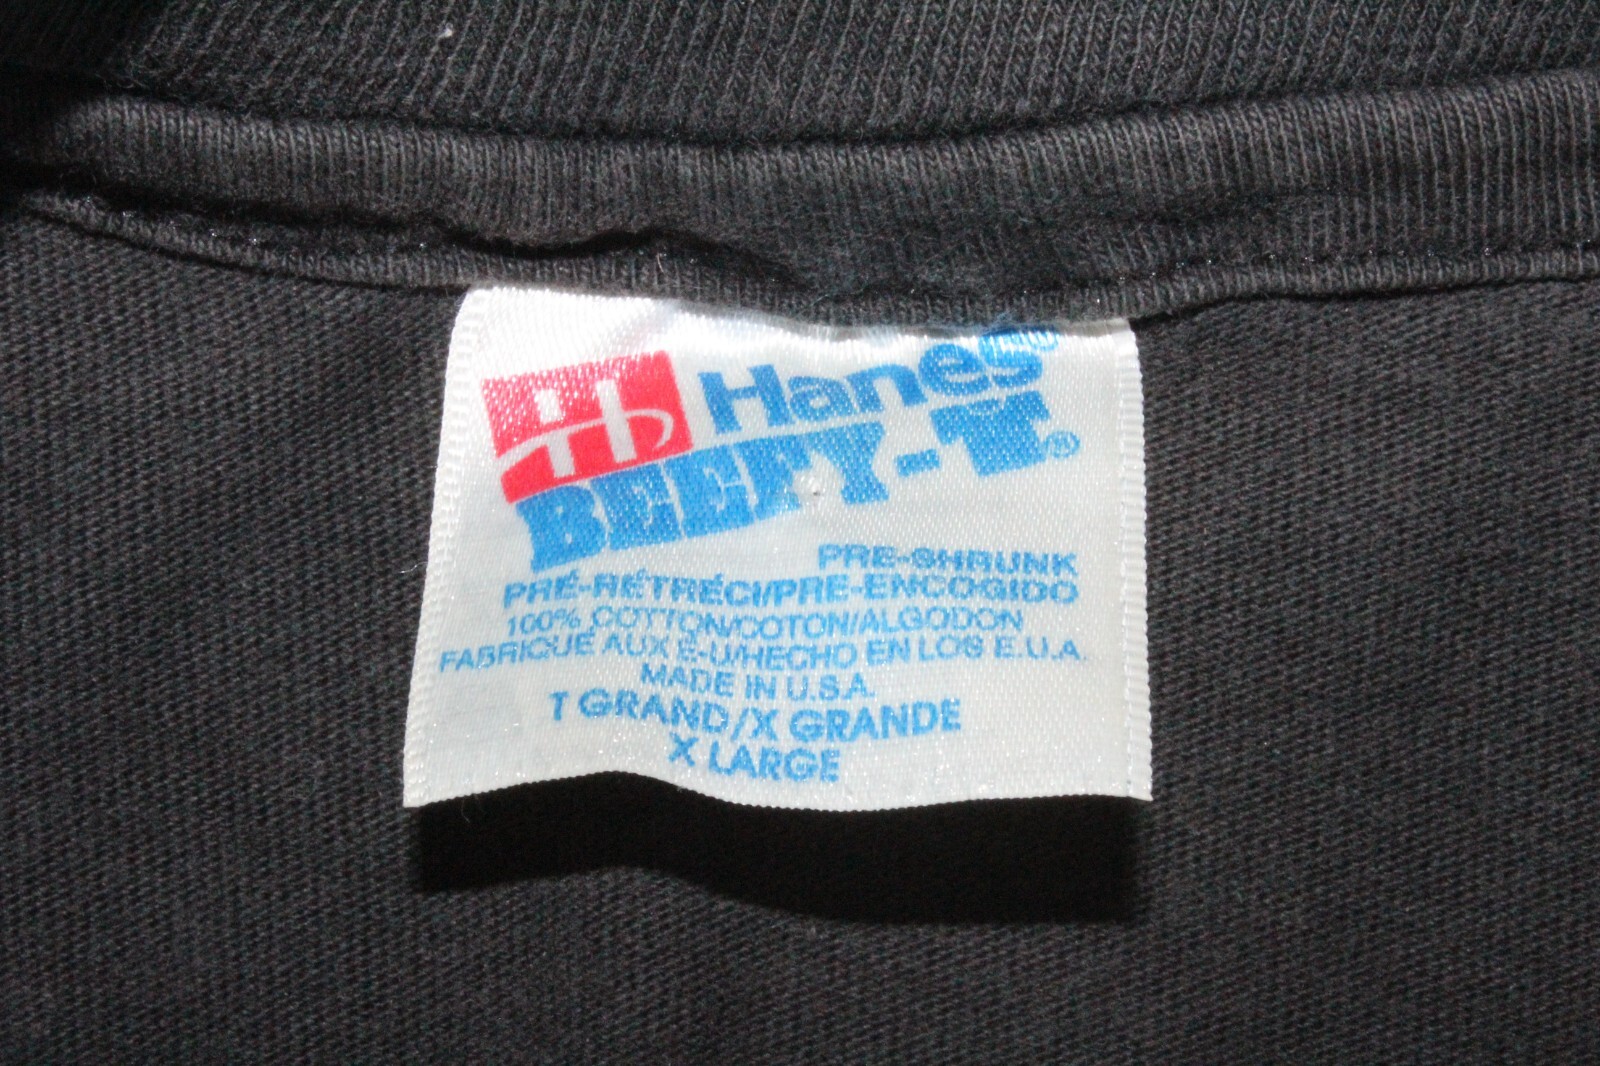 Hanes®
BEEFY-T®
PRE-SHRUNK
PRÉ-RÉTRÉCI/PRE-ENCOGIDO
100% COTTON/COTON/ALGODON
FABRIQUÉ AUX É-U/HECHO EN LOS E.U.A.
MADE IN U.S.A.
T GRAND/X GRANDE
X LARGE